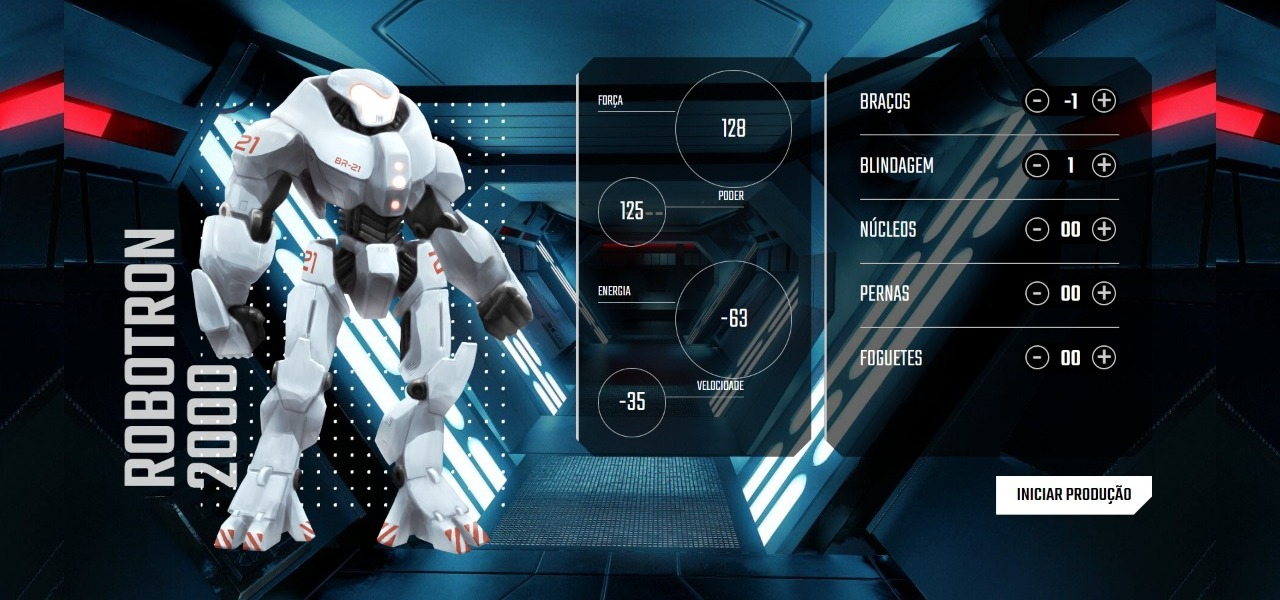 ROBOTRON
2000
21
BR-21
21
FORÇA
128
PODER
125
ENERGIA
-63
VELOCIDADE
-35
BRAÇOS - -1 +
BLINDAGEM - 1 +
NÚCLEOS - 00 +
PERNAS - 00 +
FOGUETES - 00 +
INICIAR PRODUÇÃO